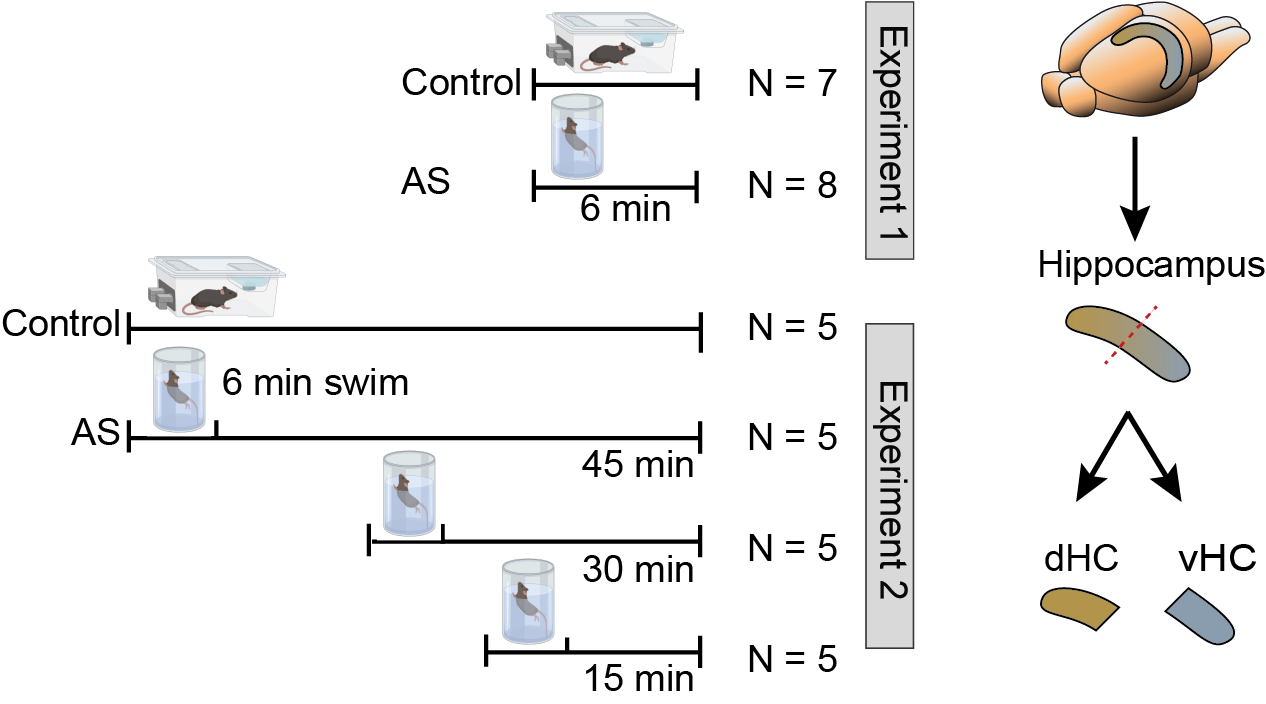 Control
N = 7
AS
N = 8
6 min
Experiment 1
Control
N = 5
6 min swim
AS
N = 5
45 min
N = 5
30 min
N = 5
15 min
Experiment 2
Hippocampus
dHC
vHC